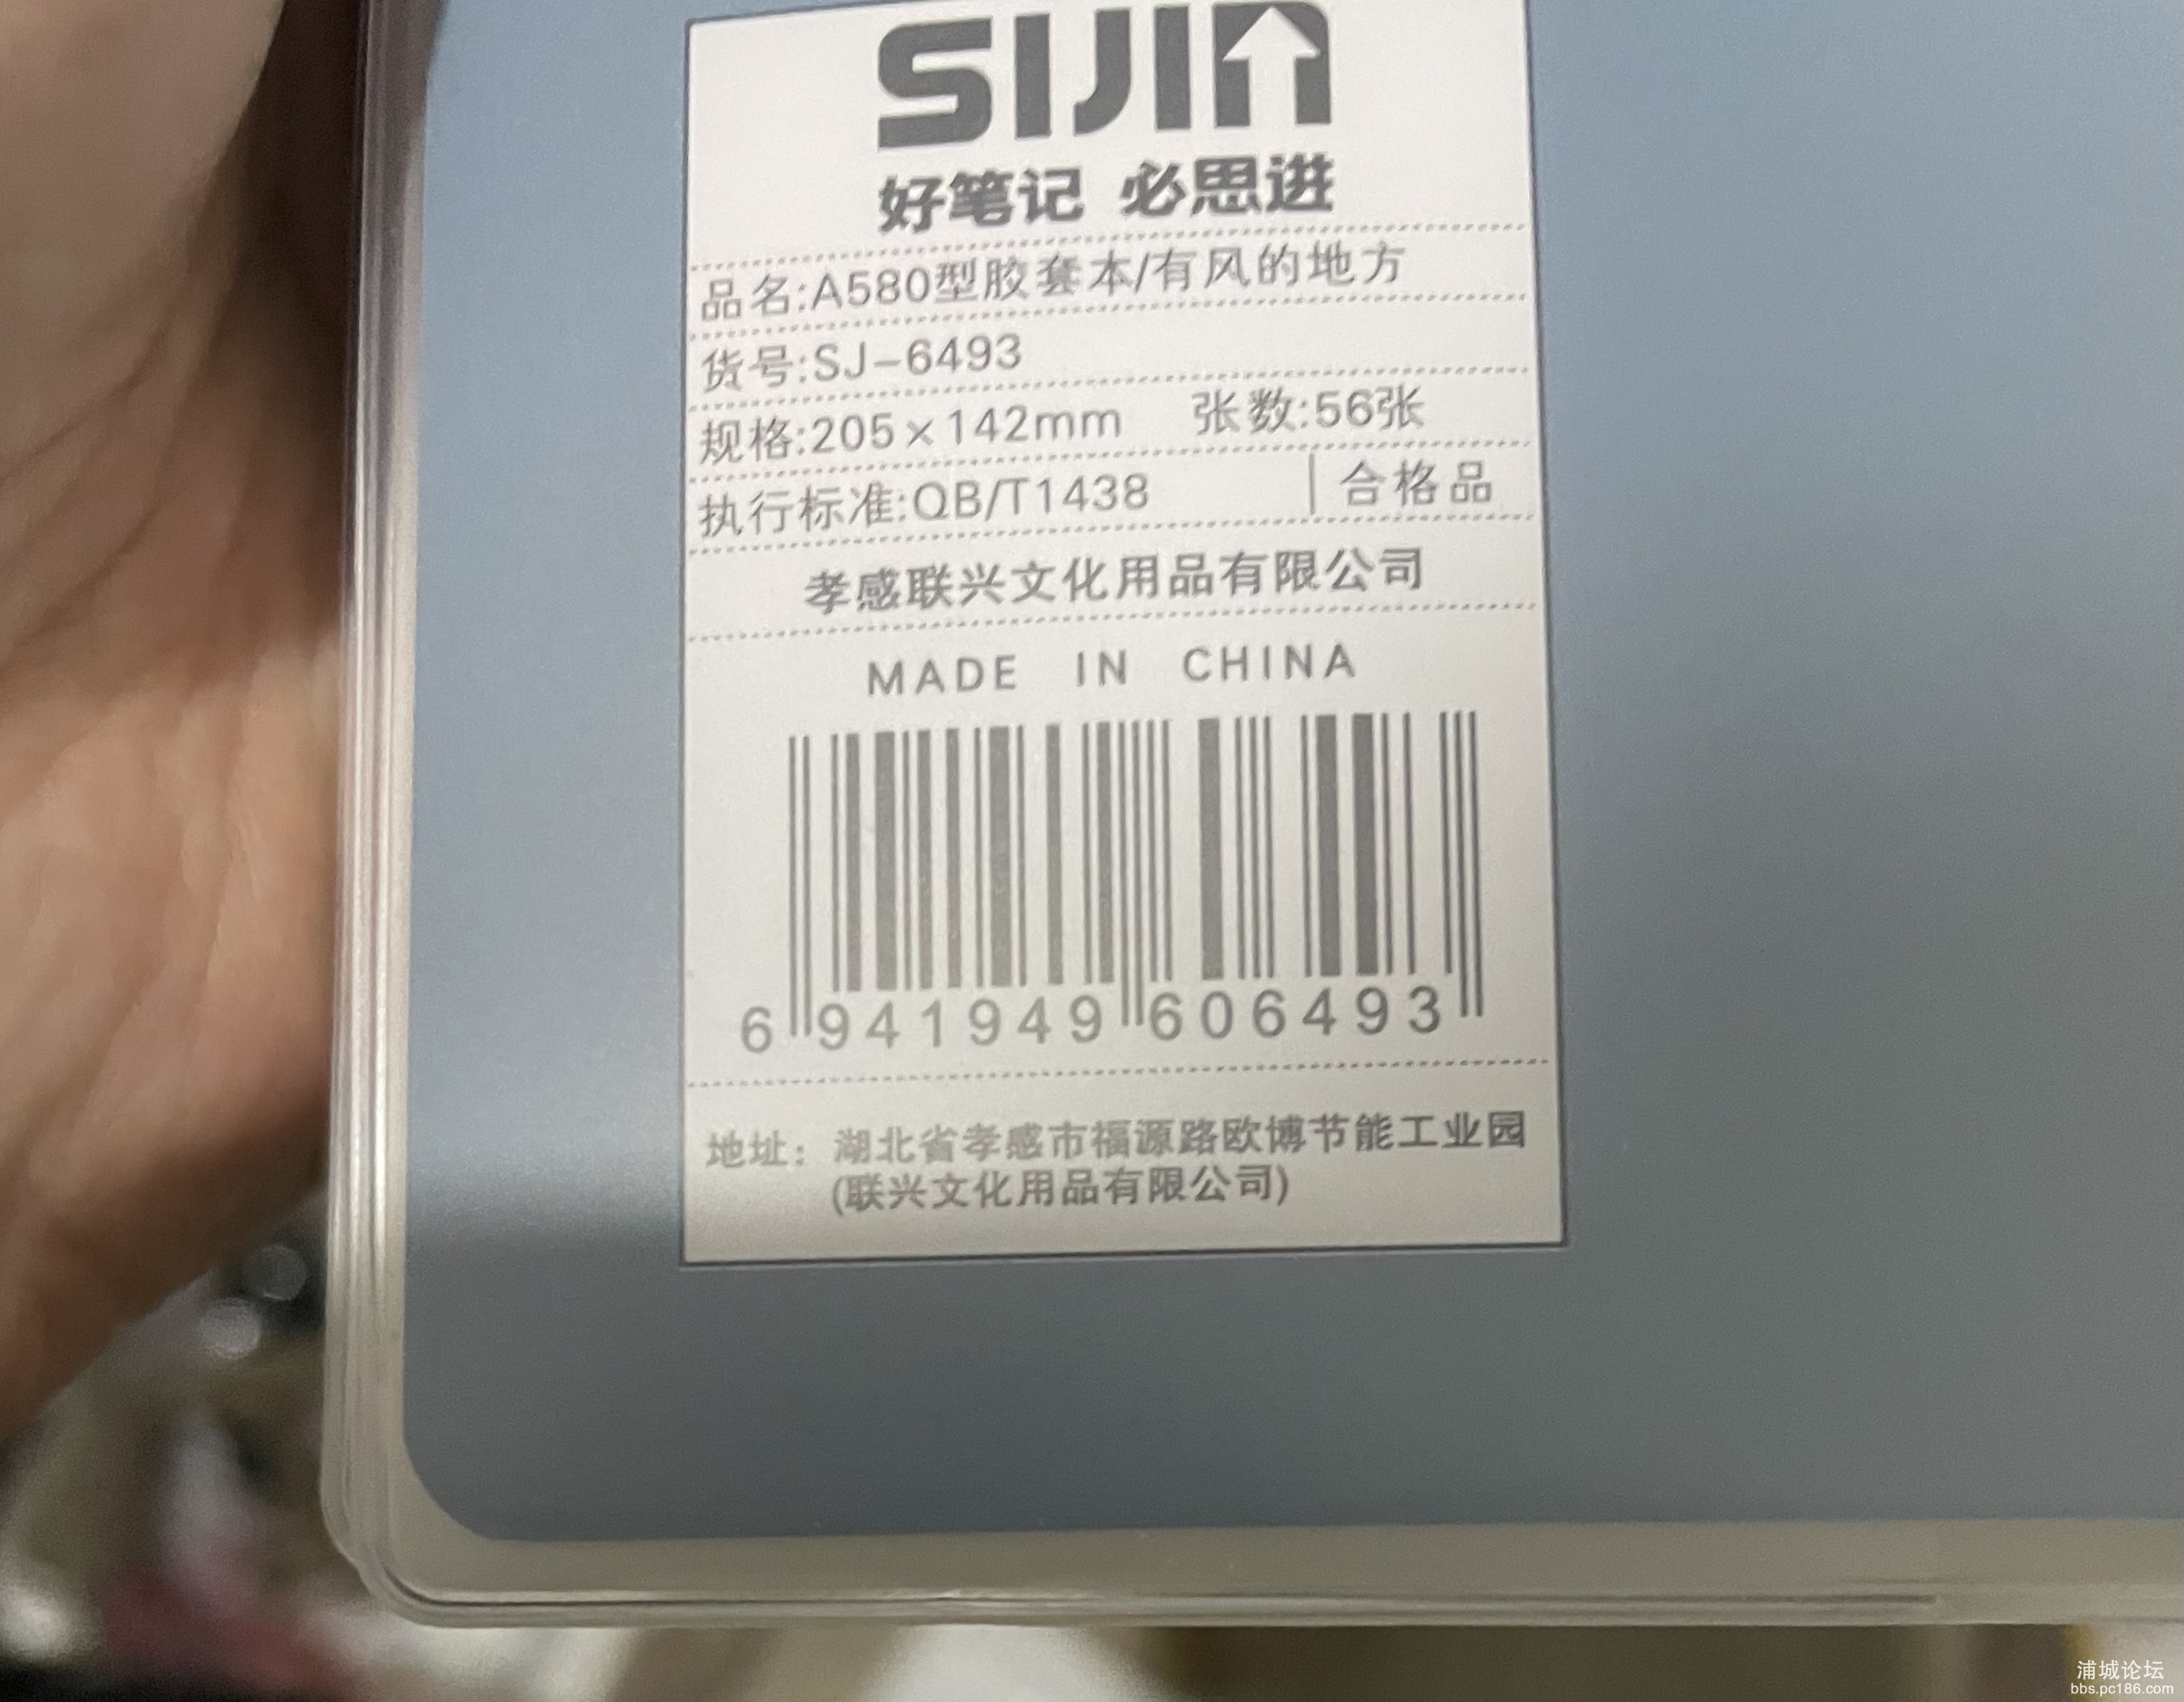 SIJIN
好笔记 必思进
品名:A580型胶套本/有风的地方
货号:SJ-6493
规格:205×142mm 张数:56张
执行标准:QB/T1438 合格品
孝感联兴文化用品有限公司
MADE IN CHINA
6 941949 606493
地址：湖北省孝感市福源路欧博节能工业园
(联兴文化用品有限公司)
浦城论坛
bbs.pc186.com